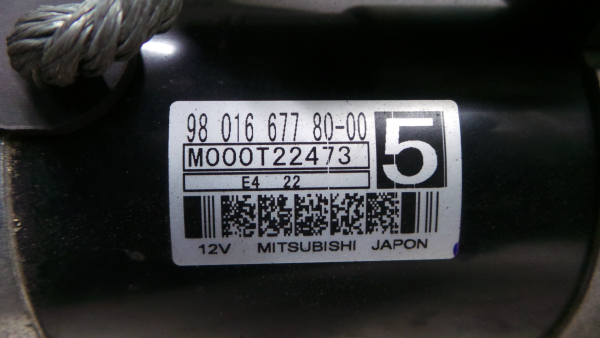 98 016 677 80-00
5
M000T22473
E4 22
12V MITSUBISHI JAPON